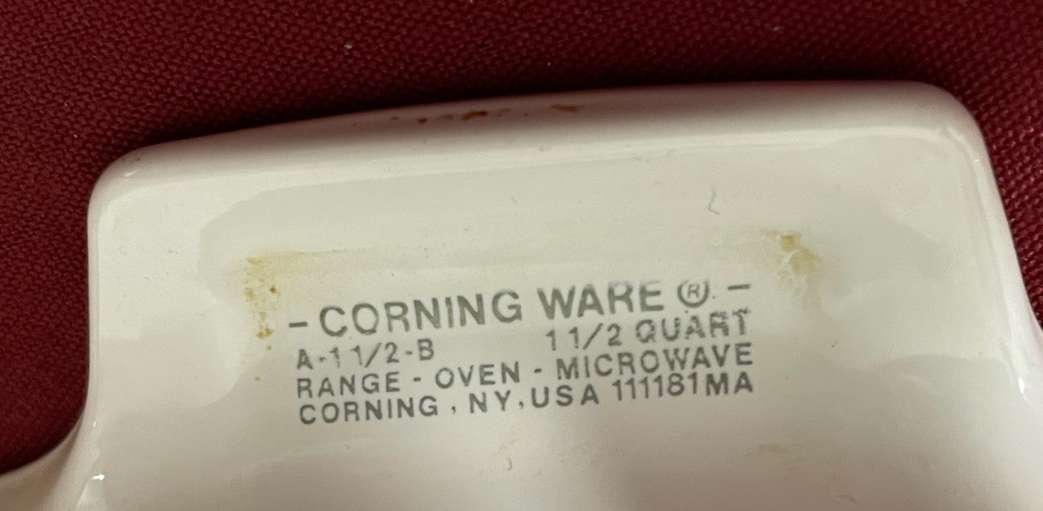 - CORNING WARE ® -
A-1 1/2-B 1 1/2 QUART
RANGE - OVEN - MICROWAVE
CORNING, NY, USA 111181MA